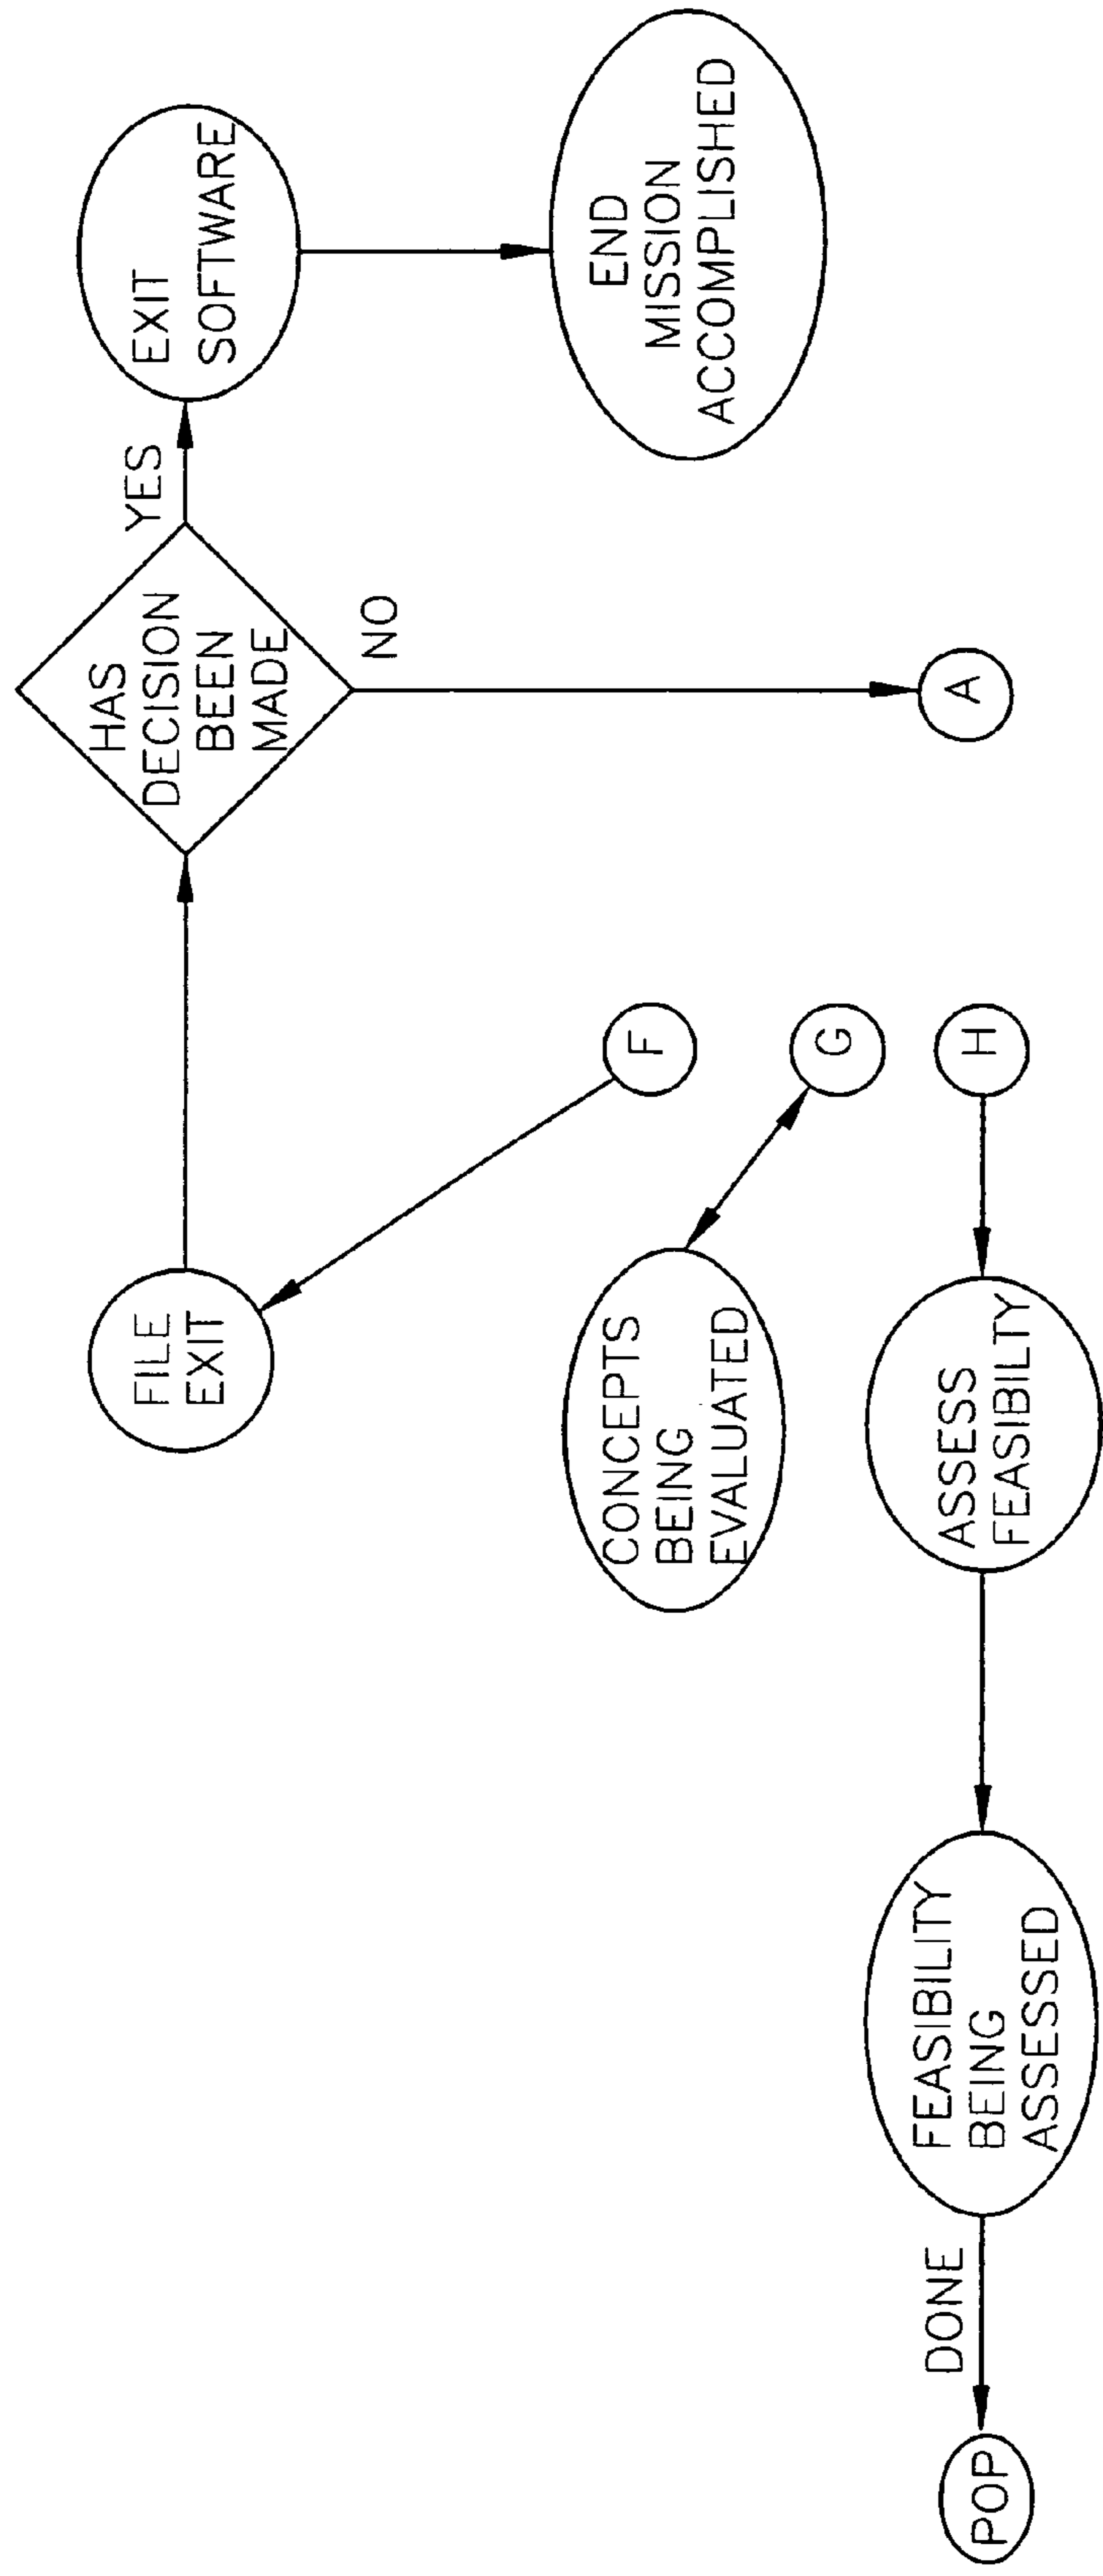 HAS
DECISION
BEEN
MADE
YES
EXIT
SOFTWARE
NO
END
MISSION
ACCOMPLISHED
A
FILE
EXIT
F
CONCEPTS
BEING
EVALUATED
G
POP
DONE
FEASIBILITY
BEING
ASSESSED
ASSESS
FEASIBILTY
H